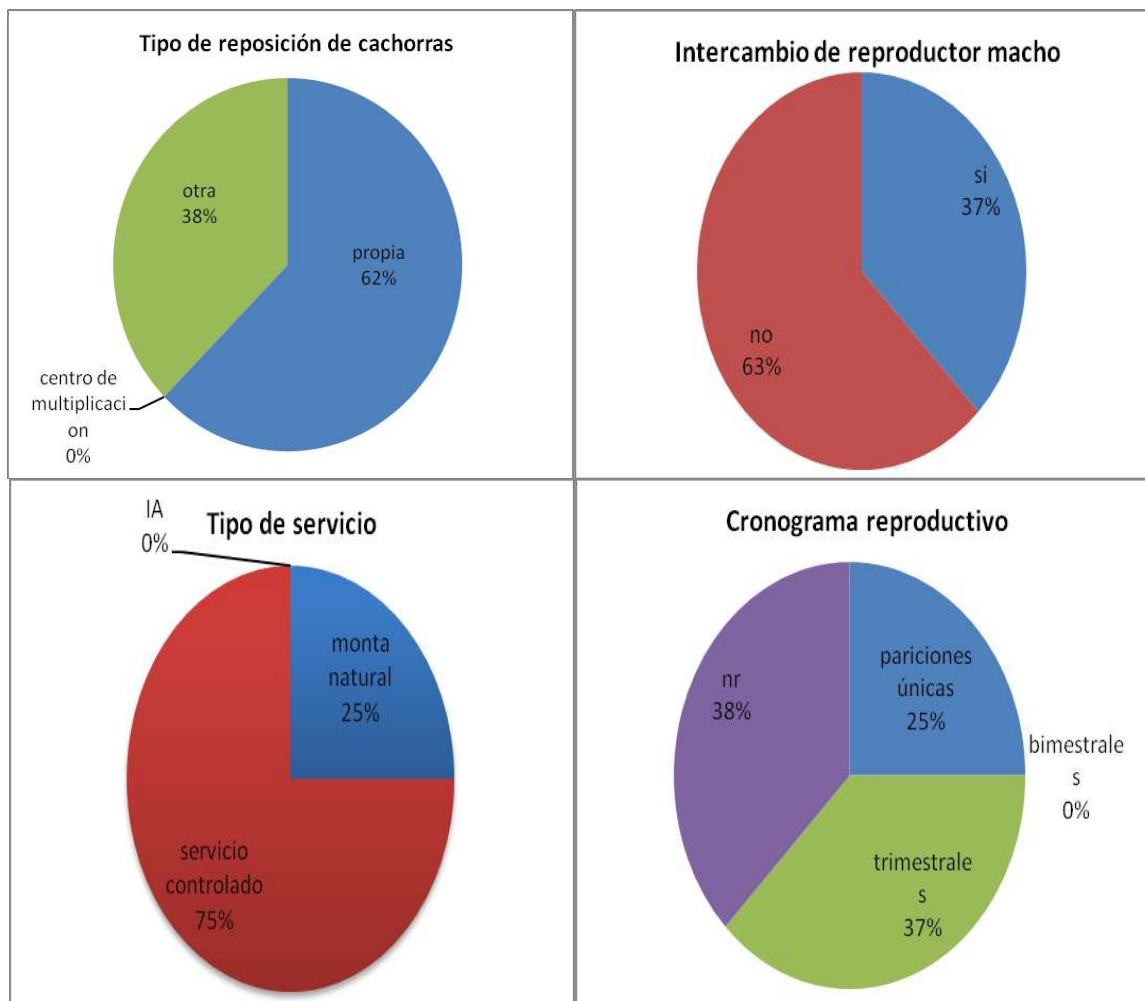 Tipo de reposición de cachorras
otra
38%
propia
62%
centro de
multiplicaci
on
0%
Intercambio de reproductor macho
si
37%
no
63%
IA
0%
Tipo de servicio
monta
natural
25%
servicio
controlado
75%
Cronograma reproductivo
nr
38%
pariciones
únicas
25%
bimestrale
s
0%
trimestrale
s
37%